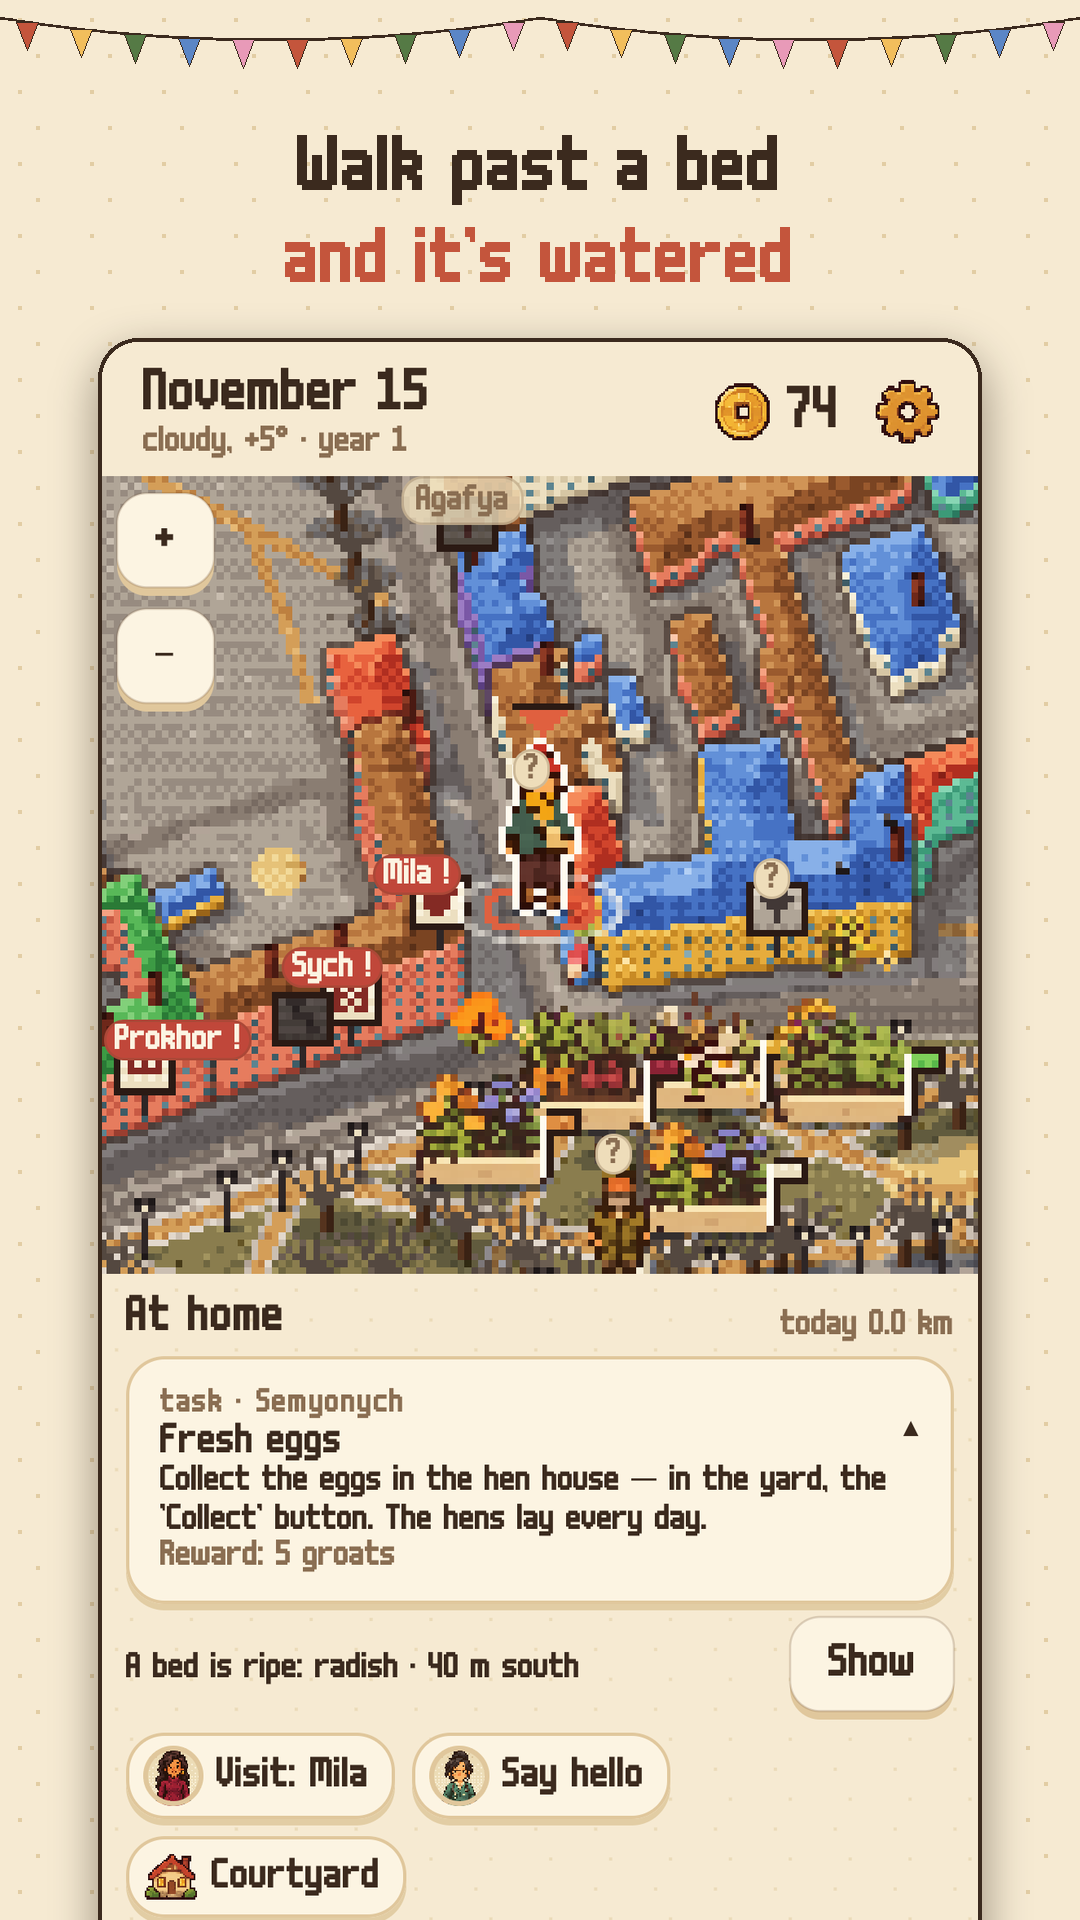 Walk past a bed
and it's watered
November 15
cloudy, +5° · year 1
74
Agafya
+
−
?
Mila !
?
Sych !
Prokhor !
?
At home
today 0.0 km
task · Semyonych
Fresh eggs
▲
Collect the eggs in the hen house — in the yard, the
'Collect' button. The hens lay every day.
Reward: 5 groats
A bed is ripe: radish · 40 m south
Show
Visit: Mila
Say hello
Courtyard